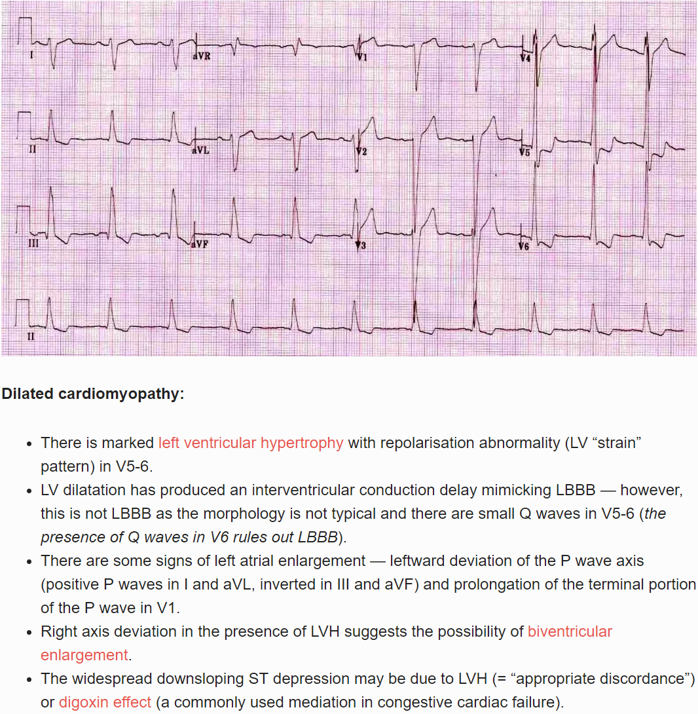 I aVR V1 V4
II aVL V2 V5
III aVF V3 V6
II
Dilated cardiomyopathy:
• There is marked left ventricular hypertrophy with repolarisation abnormality (LV “strain”
pattern) in V5-6.
• LV dilatation has produced an interventricular conduction delay mimicking LBBB — however,
this is not LBBB as the morphology is not typical and there are small Q waves in V5-6 (the
presence of Q waves in V6 rules out LBBB).
• There are some signs of left atrial enlargement — leftward deviation of the P wave axis
(positive P waves in I and aVL, inverted in III and aVF) and prolongation of the terminal portion
of the P wave in V1.
• Right axis deviation in the presence of LVH suggests the possibility of biventricular
enlargement.
• The widespread downsloping ST depression may be due to LVH (= “appropriate discordance”)
or digoxin effect (a commonly used mediation in congestive cardiac failure).